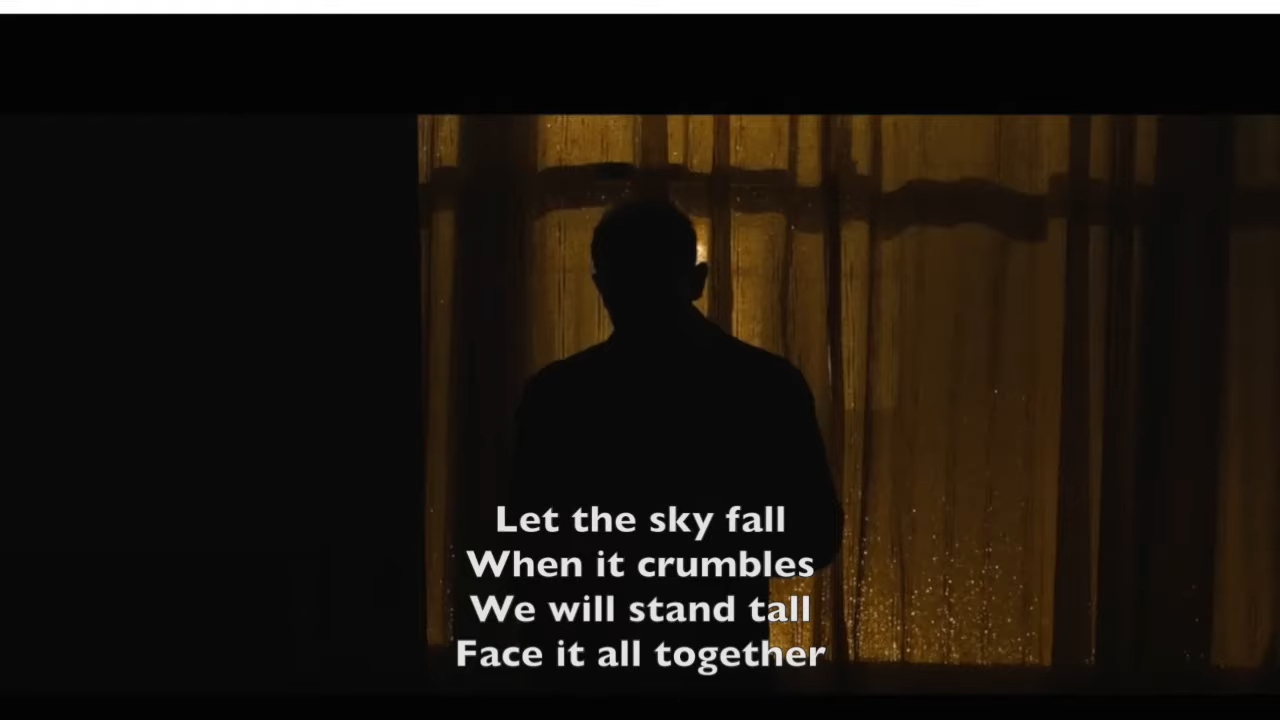 Let the sky fall
When it crumbles
We will stand tall
Face it all together